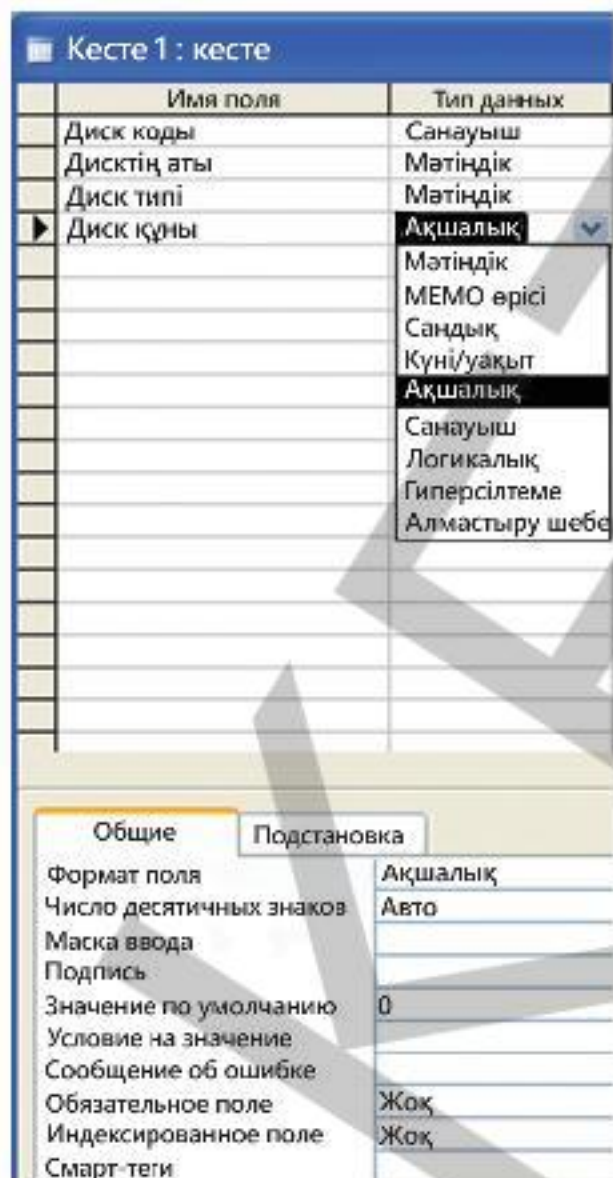 Кесте 1 : кесте
Имя поля Тип данных
Диск коды Санауыш
Дисктің аты Мәтіндік
Диск типі Мәтіндік
Диск құны Ақшалық
Мәтіндік
МЕМО өрісі
Сандық
Күні/уақыт
Ақшалық
Санауыш
Логикалық
Гиперсілтеме
Алмастыру шебе
Общие Подстановка
Формат поля Ақшалық
Число десятичных знаков Авто
Маска ввода
Подпись
Значение по умолчанию 0
Условие на значение
Сообщение об ошибке
Обязательное поле Жоқ
Индексированное поле Жоқ
Смарт-теги